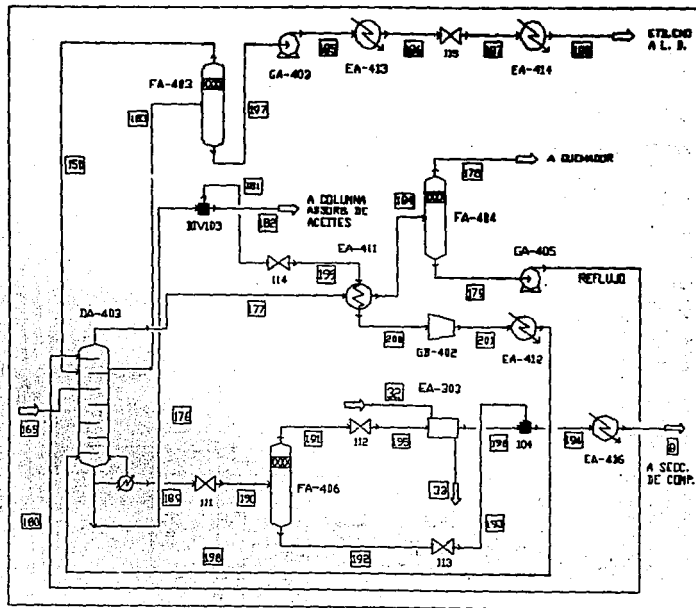 185
EA-413
186
115
187
EA-414
188
ETILENO
A L. B.
FA-403
183
197
158
181
DIV103
182
A COLUMNA
ABSORB DE
ACEITES
114
199
EA-411
184
178
A QUEMADOR
FA-404
GA-405
179
REFLUJO
DA-403
177
200
GB-402
201
EA-412
176
165
180
EA-303
32
191
112
195
196
104
194
EA-416
8
A SECC.
DE COMP.
33
193
FA-406
189
111
190
198
192
113